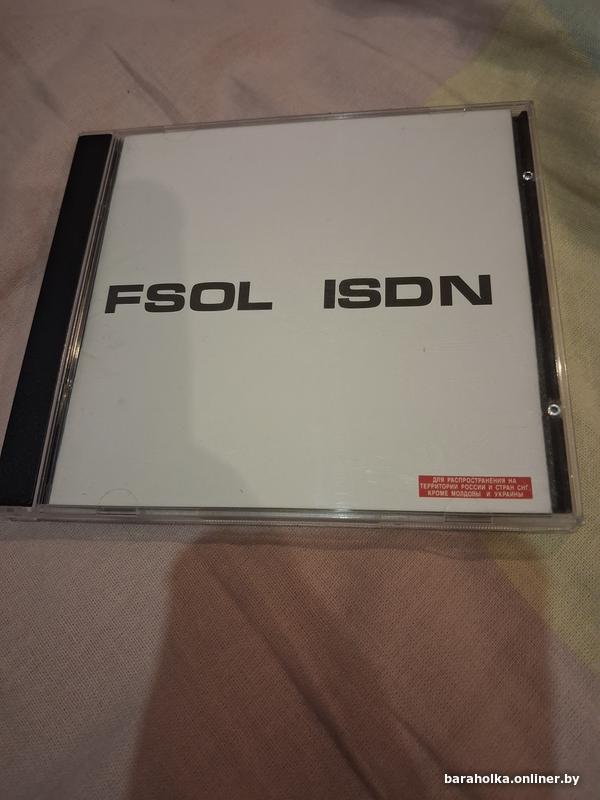 FSOL ISDN
ДЛЯ РАСПРОСТРАНЕНИЯ НА
ТЕРРИТОРИИ РОССИИ И СТРАН СНГ,
КРОМЕ МОЛДОВЫ И УКРАИНЫ
baraholka.onliner.by